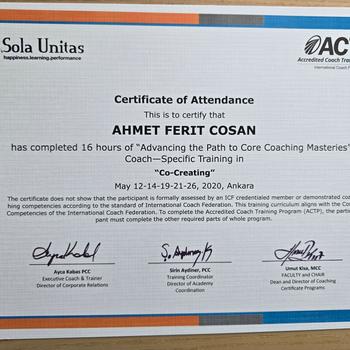 Sola Unitas
happiness.learning.performance
ACT
Accredited Coach Train
International Coach F
Certificate of Attendance
This is to certify that
AHMET FERIT COSAN
has completed 16 hours of "Advancing the Path to Core Coaching Masteries"
Coach—Specific Training in
"Co-Creating"
May 12-14-19-21-26, 2020, Ankara
The certificate does not show that the participant is formally assessed by an ICF credentialed member or demonstrated coa
hing competencies according to the standard of International Coach Federation. This training curriculum aligns with the Co
Competencies of the International Coach Federation. To complete the Accredited Coach Training Program (ACTP), the partici
pant must complete the other required parts of whole program.
Ayca Kabas PCC
Executive Coach & Trainer
Director of Corporate Relations
Sirin Aydiner, PCC
Training Coordinator
Director of Academy
Coordination
Umut Kisa, MCC
FACULTY and CHAIR
Dean and Director of Coaching
Certificate Programs